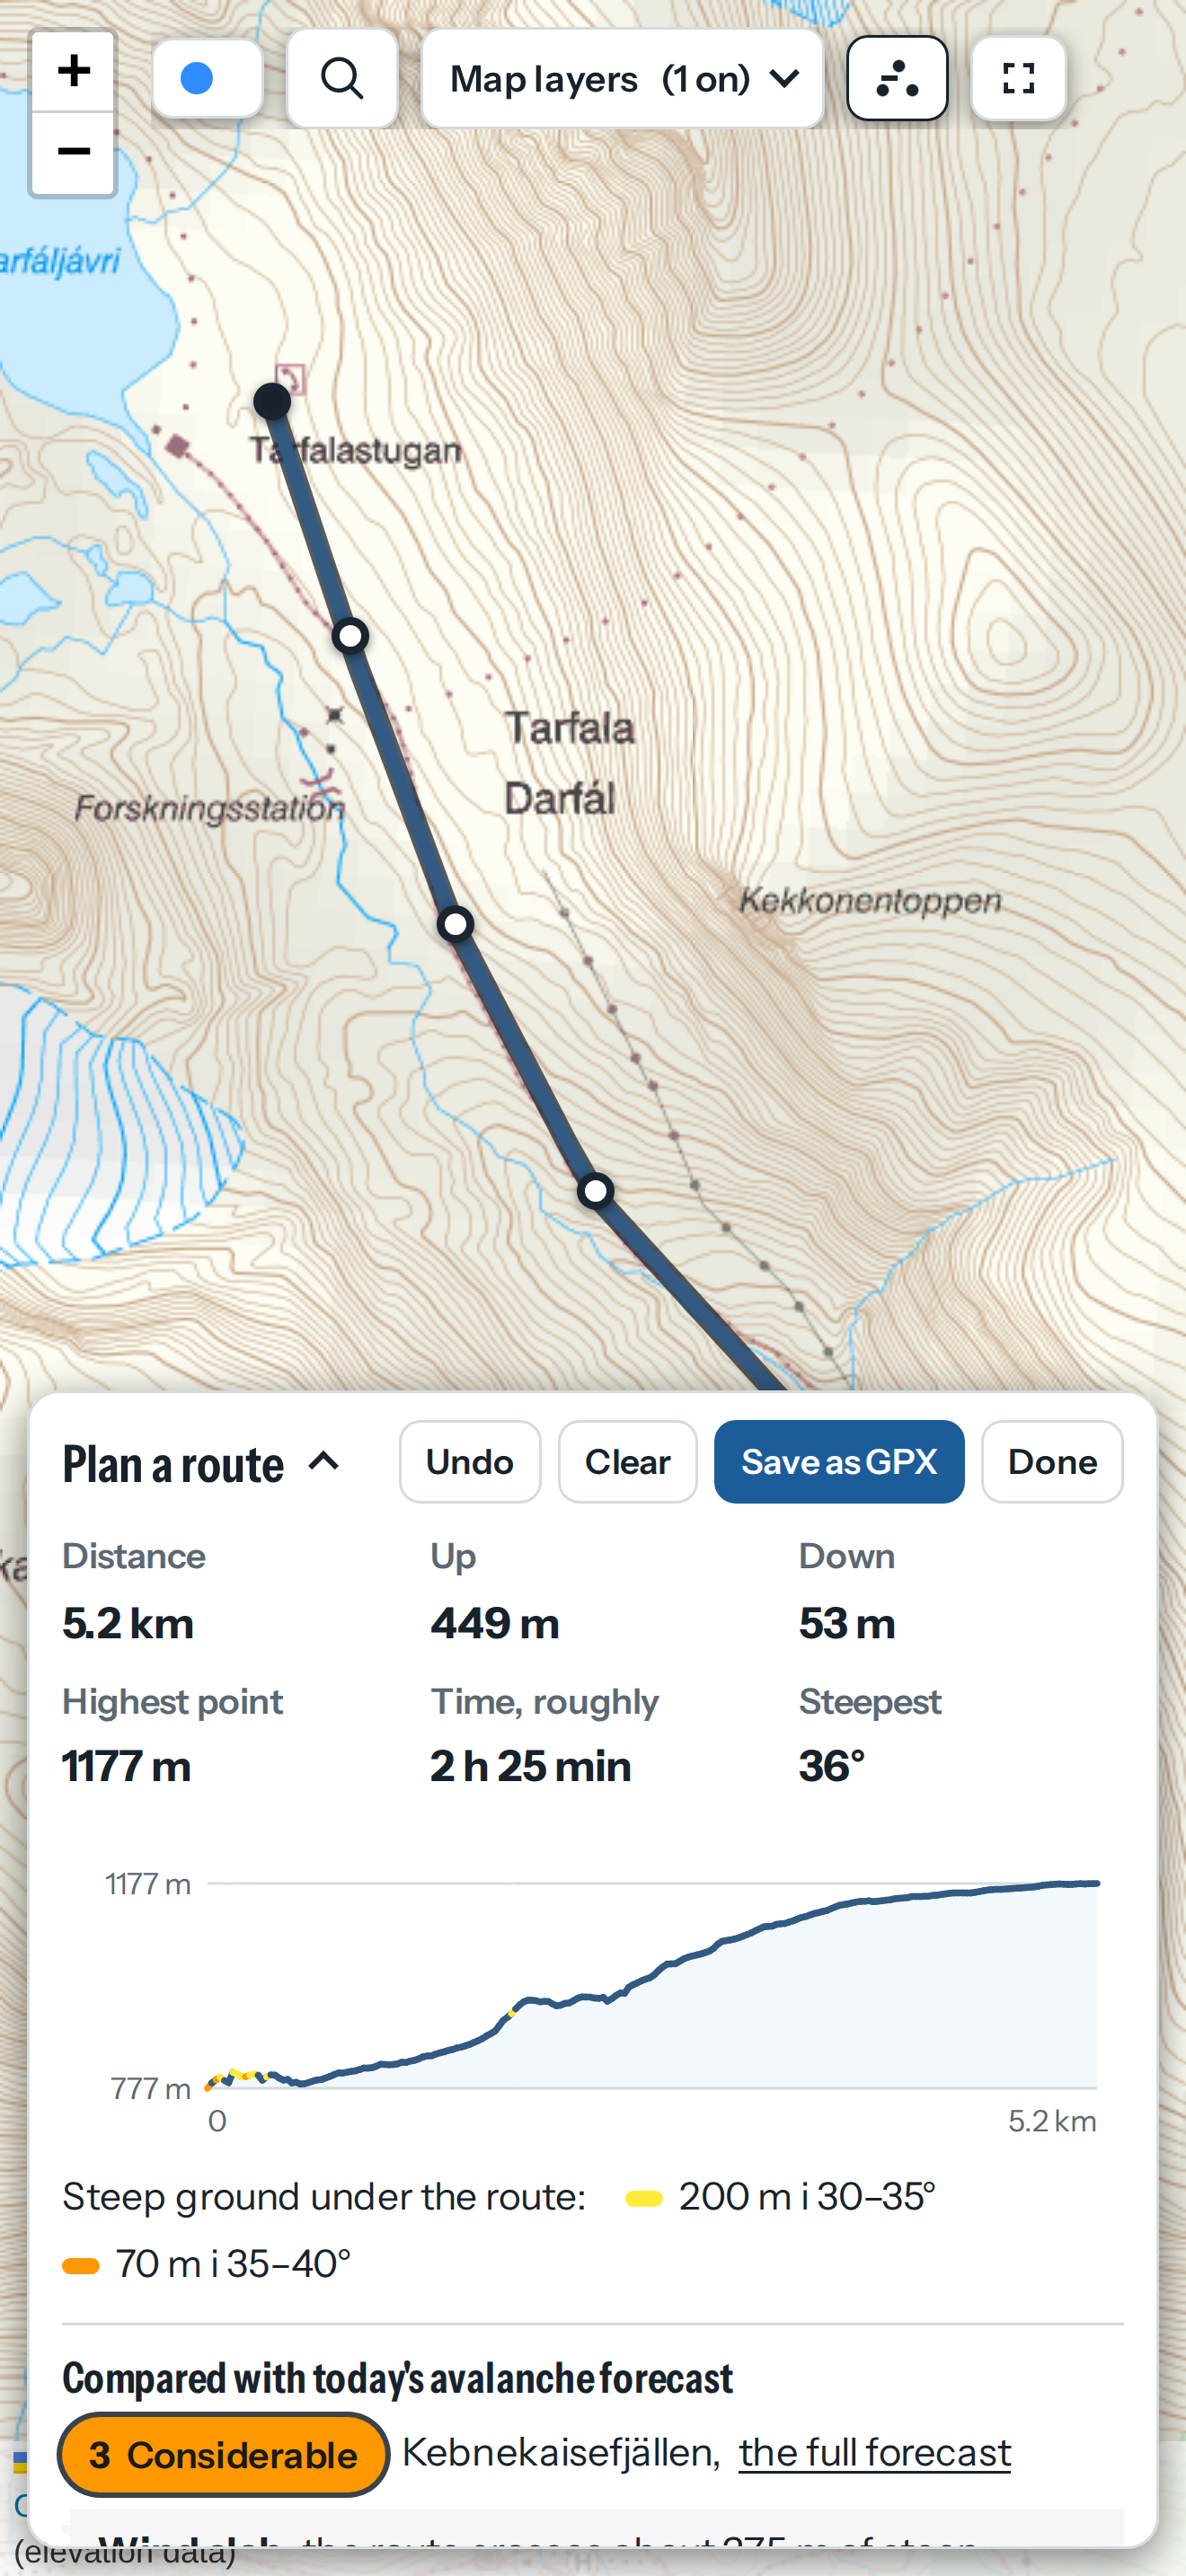 +
Map layers (1 on)
−
arfáljávri
Tarfalastugan
Tarfala
Darfál
Forskningsstation
Kekkonentoppen
Plan a route
Undo
Clear
Save as GPX
Done
Distance
Up
Down
5.2 km
449 m
53 m
Highest point
Time, roughly
Steepest
1177 m
2 h 25 min
36°
1177 m
777 m
0
5.2 km
Steep ground under the route:
200 m i 30–35°
70 m i 35–40°
Compared with today's avalanche forecast
3 Considerable
Kebnekaisefjällen, the full forecast
(elevation data)